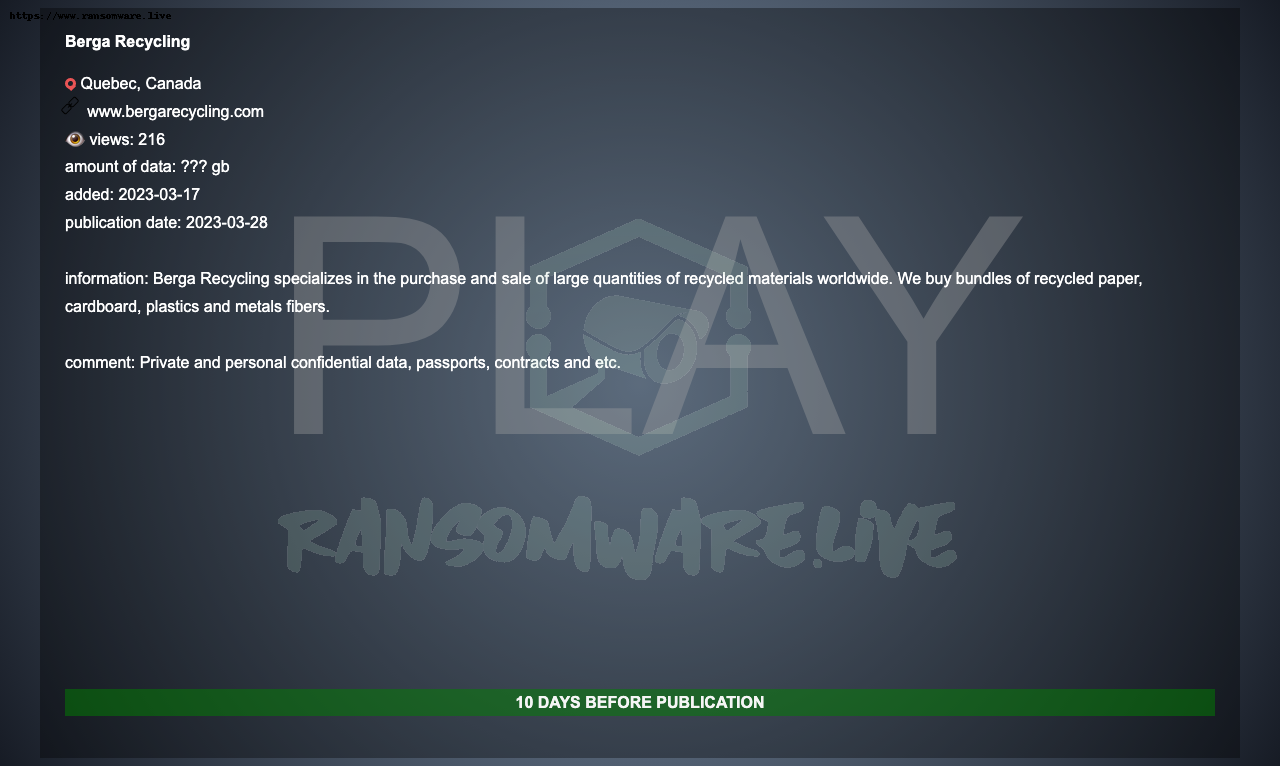 https://www.ransomware.live
Berga Recycling
Quebec, Canada
www.bergarecycling.com
views: 216
amount of data: ??? gb
added: 2023-03-17
publication date: 2023-03-28
information: Berga Recycling specializes in the purchase and sale of large quantities of recycled materials worldwide. We buy bundles of recycled paper,
cardboard, plastics and metals fibers.
comment: Private and personal confidential data, passports, contracts and etc.
PLAY
RANSOMWARE.LIVE
10 DAYS BEFORE PUBLICATION